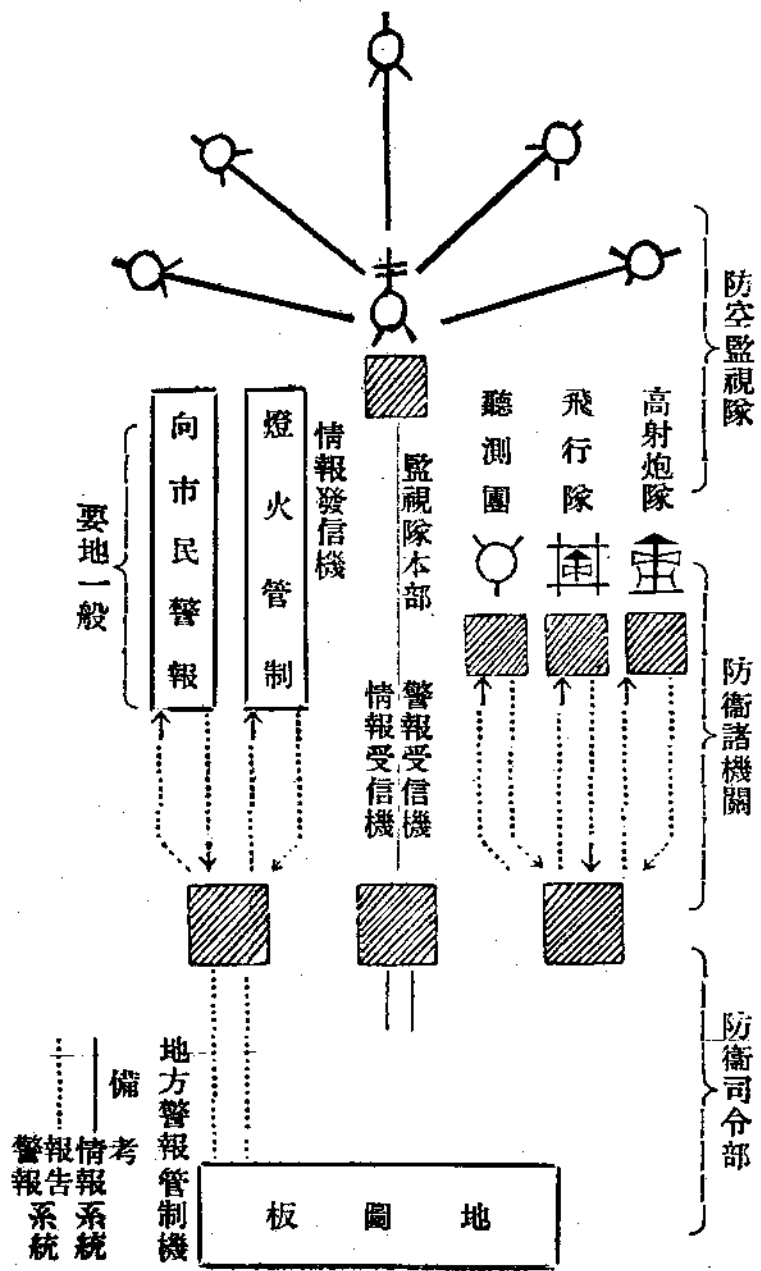 防空監視隊
防衞諸機關
防衞司令部
高射炮隊
飛行隊
聽測團
監視隊本部
警報受信機
情報受信機
情報發信機
燈火管制
向市民警報
要地一般
地圖板
地方警報管制機
備考
情報系統
報告
警報系統